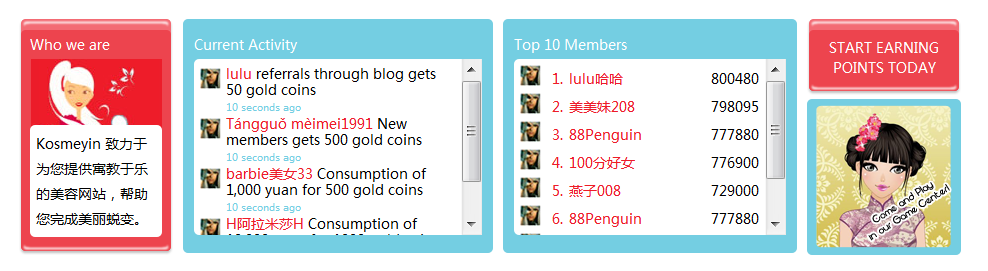 Who we are
Kosmeyin 致力于
为您提供寓教于乐
的美容网站，帮助
您完成美丽蜕变。
Current Activity
lulu referrals through blog gets
50 gold coins
10 seconds ago
Tángguǒ mèimei1991 New
members gets 500 gold coins
10 seconds ago
barbie美女33 Consumption of
1,000 yuan for 500 gold coins
10 seconds ago
H阿拉米莎H Consumption of
Top 10 Members
1. lulu哈哈 800480
2. 美美妹208 798095
3. 88Penguin 777880
4. 100分好女 776900
5. 燕子008 729000
6. 88Penguin 777880
START EARNING
POINTS TODAY
Come and Play
in our Game Center!